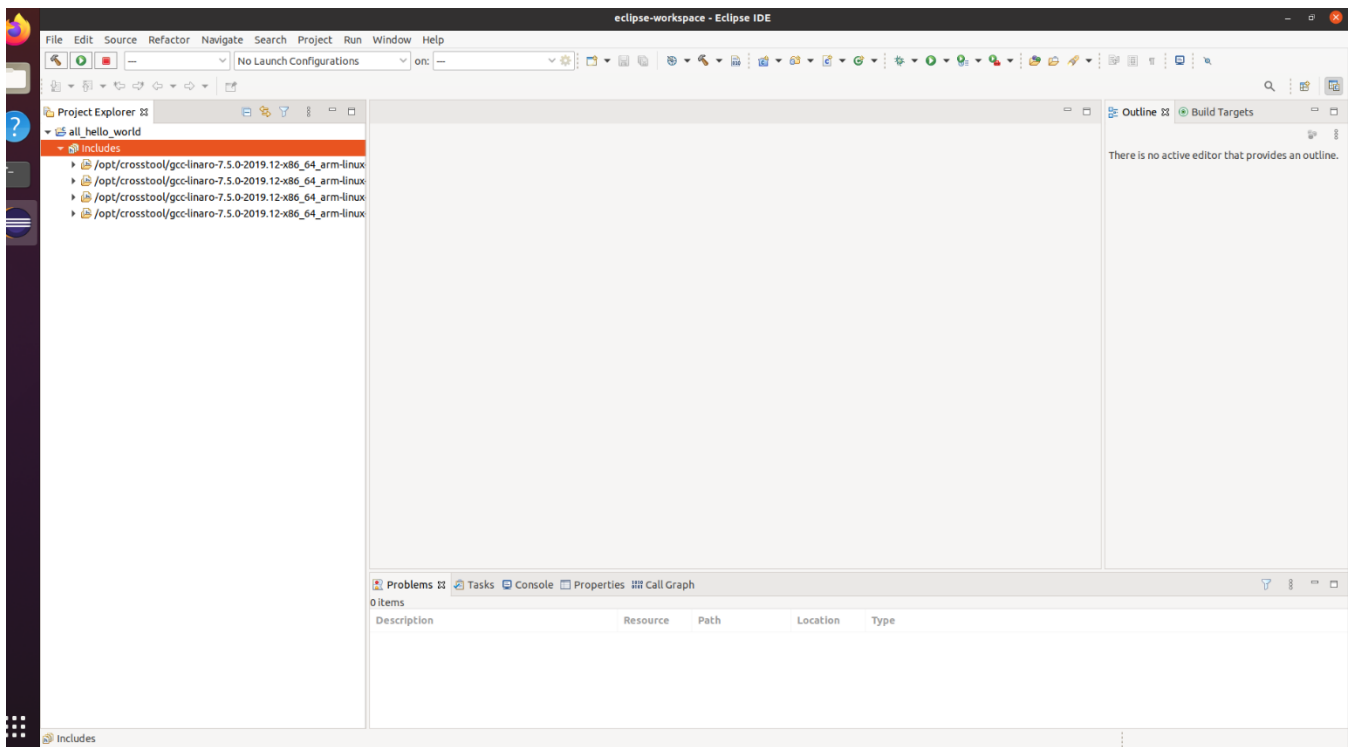 eclipse-workspace - Eclipse IDE
File Edit Source Refactor Navigate Search Project Run Window Help
--- No Launch Configurations on: ---
Project Explorer
Outline Build Targets
all_hello_world
Includes
There is no active editor that provides an outline.
/opt/crosstool/gcc-linaro-7.5.0-2019.12-x86_64_arm-linux-
/opt/crosstool/gcc-linaro-7.5.0-2019.12-x86_64_arm-linux-
/opt/crosstool/gcc-linaro-7.5.0-2019.12-x86_64_arm-linux-
/opt/crosstool/gcc-linaro-7.5.0-2019.12-x86_64_arm-linux-
Problems Tasks Console Properties Call Graph
0 items
Description Resource Path Location Type
Includes